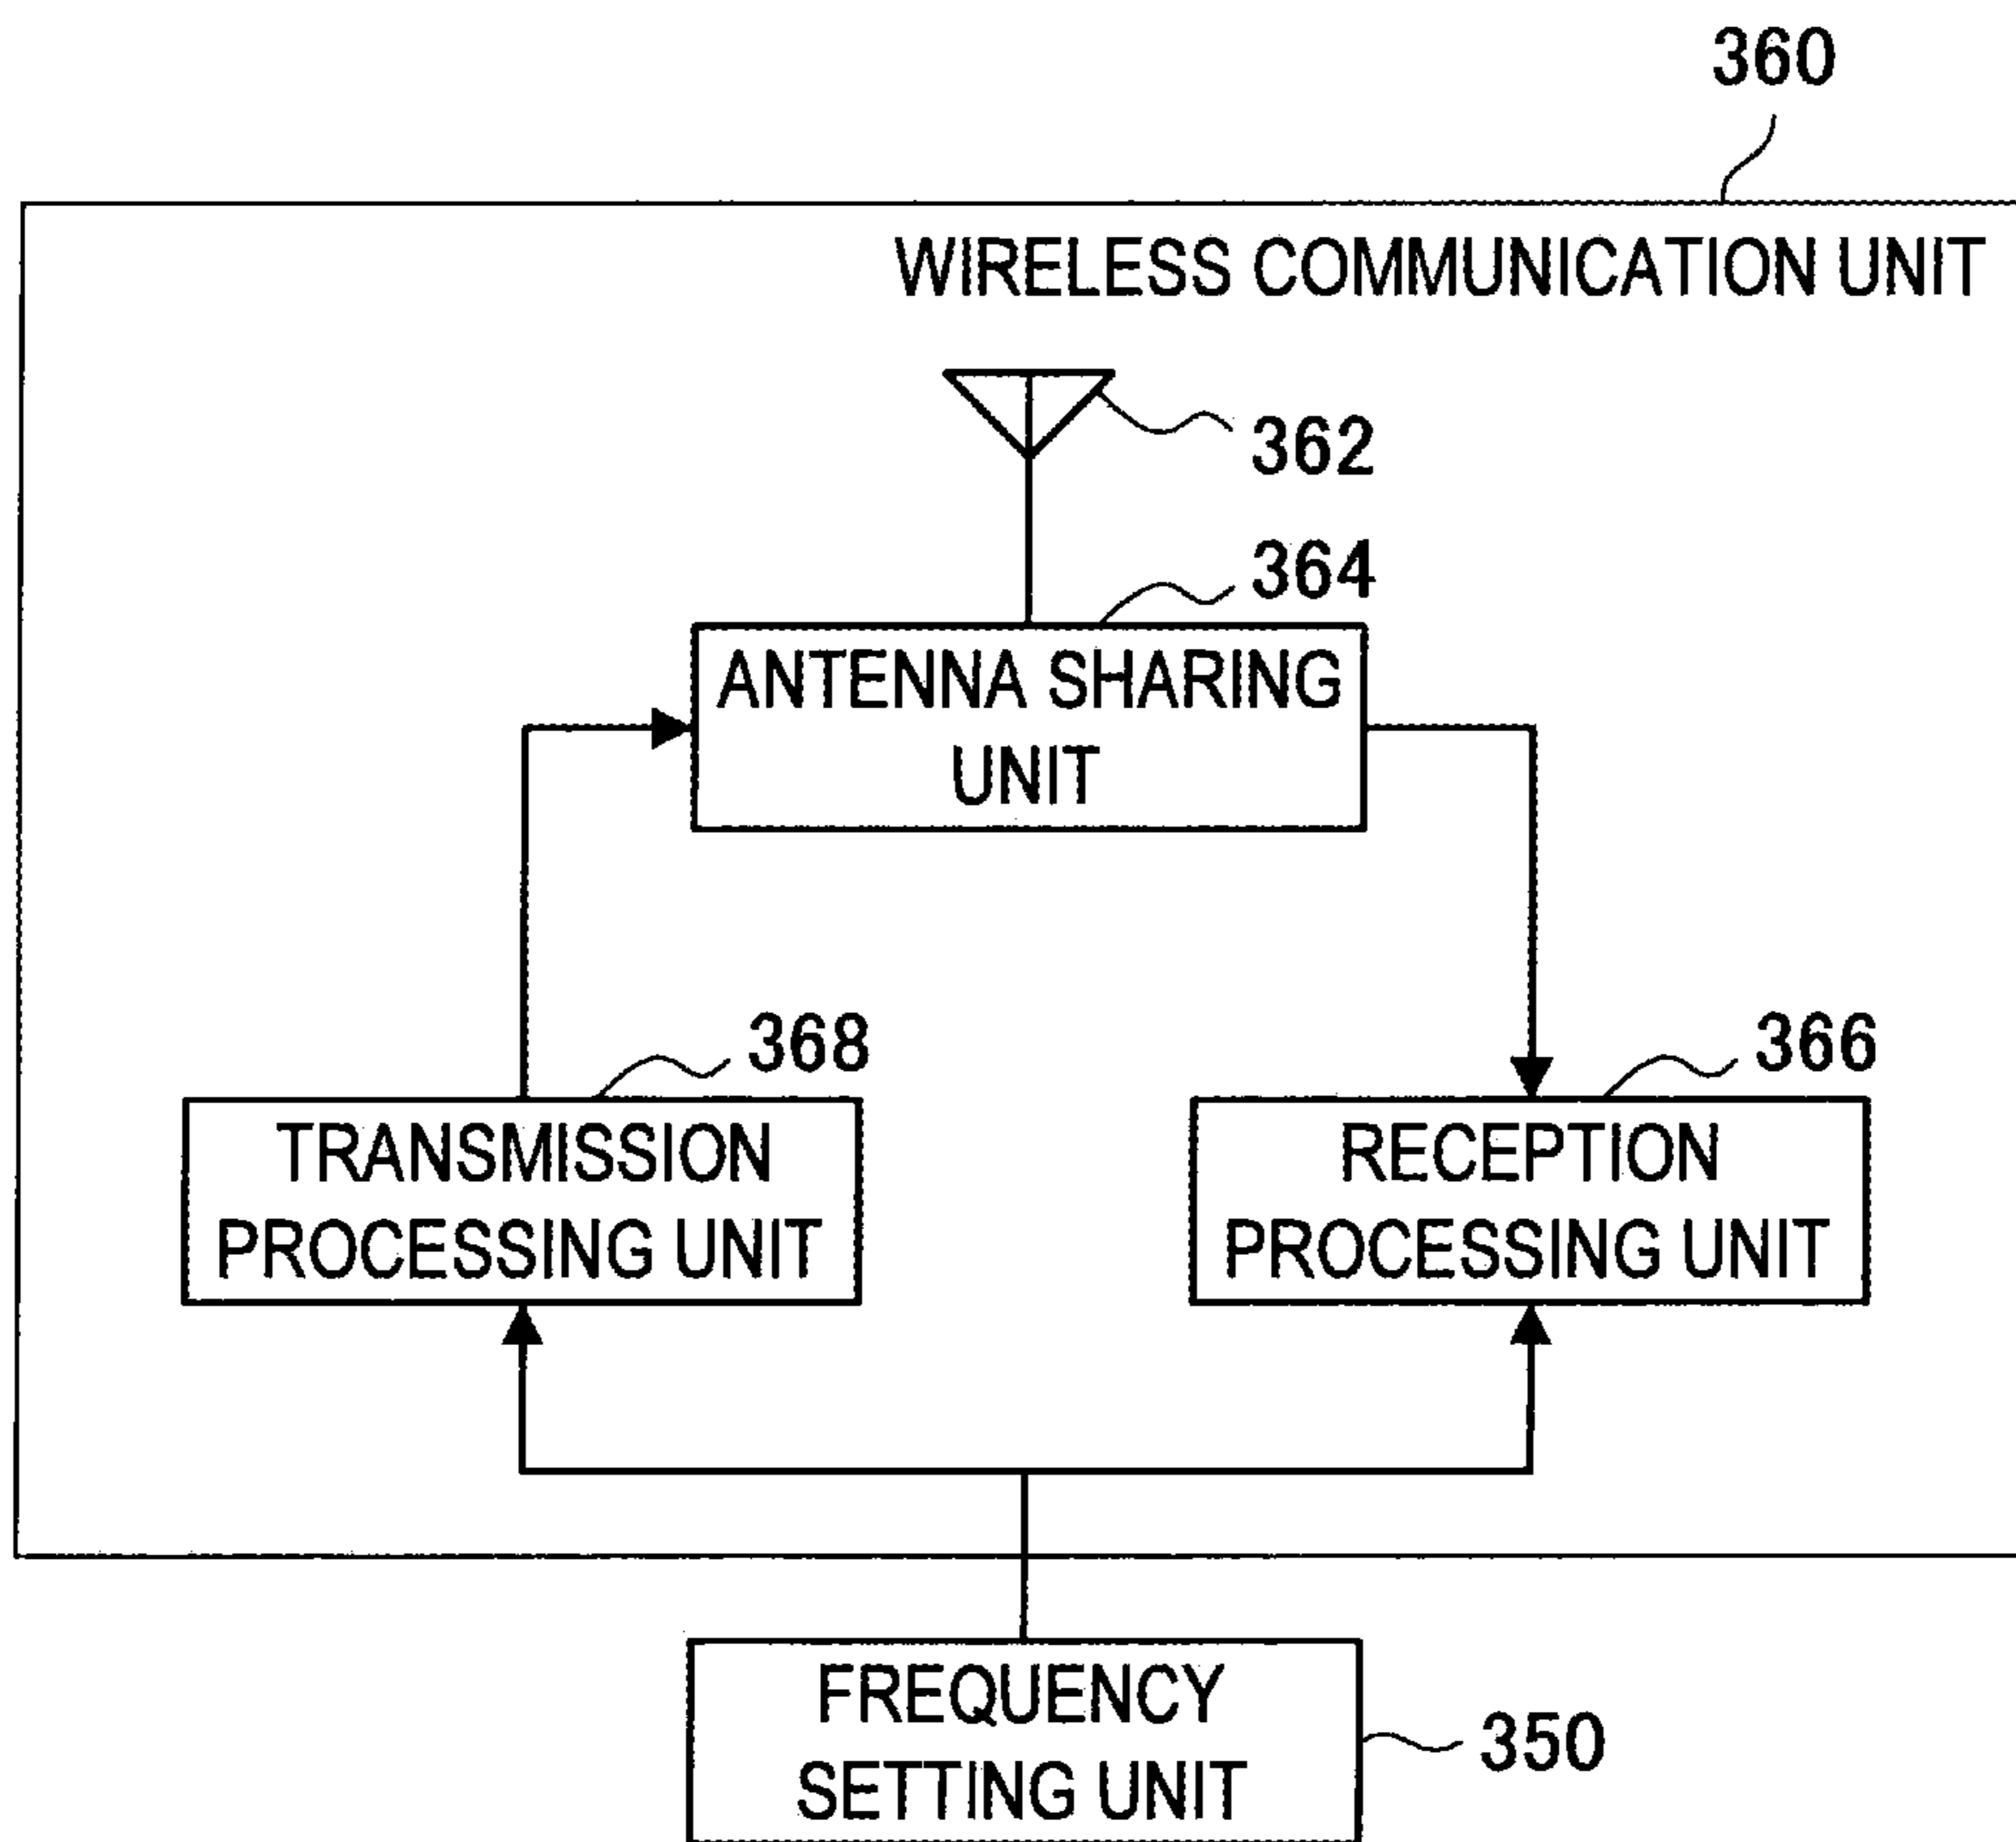 360
WIRELESS COMMUNICATION UNIT
362
364
ANTENNA SHARING
UNIT
368
366
TRANSMISSION
PROCESSING UNIT
RECEPTION
PROCESSING UNIT
FREQUENCY
SETTING UNIT
350